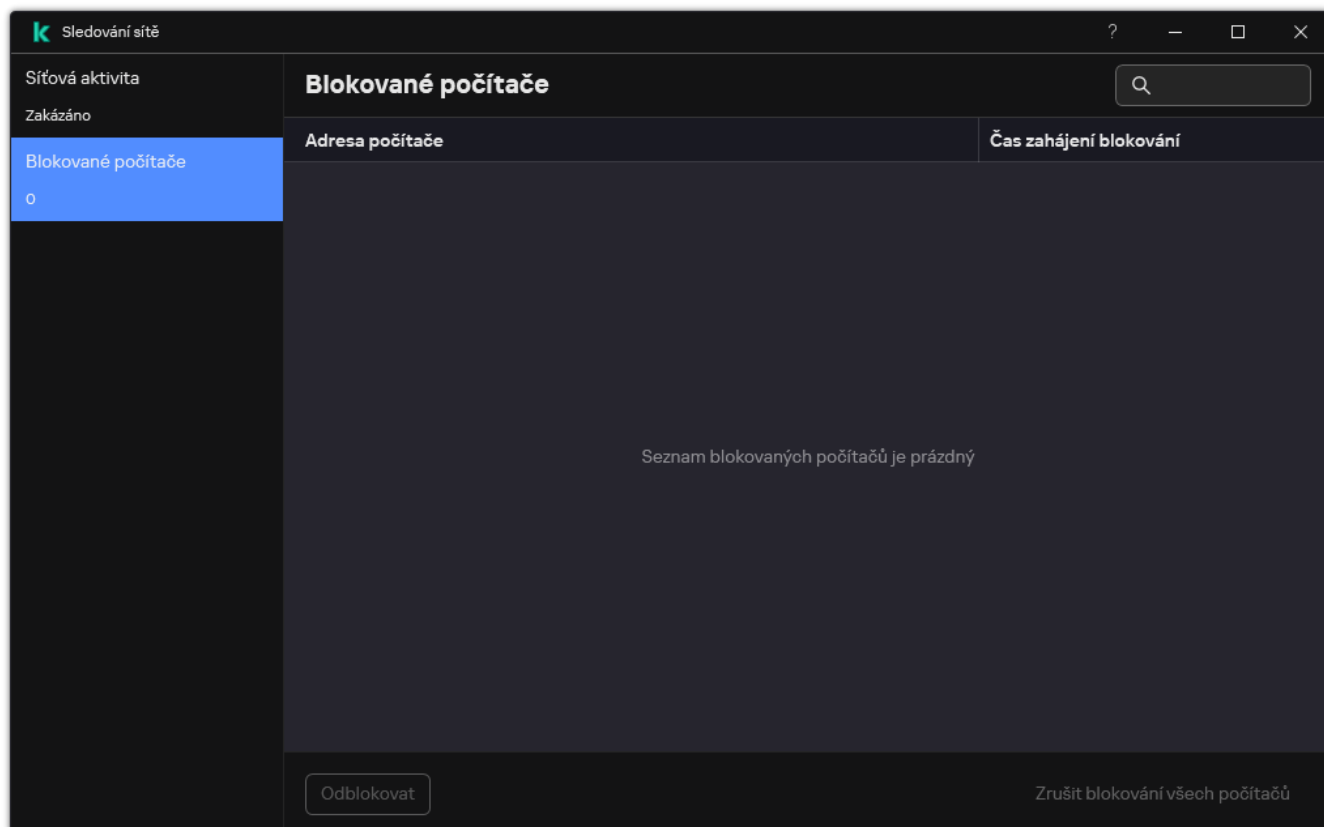 Sledování sítě
?
Síťová aktivita
Zakázáno
Blokované počítače
0
Blokované počítače
Adresa počítače
Čas zahájení blokování
Seznam blokovaných počítačů je prázdný
Odblokovat
Zrušit blokování všech počítačů